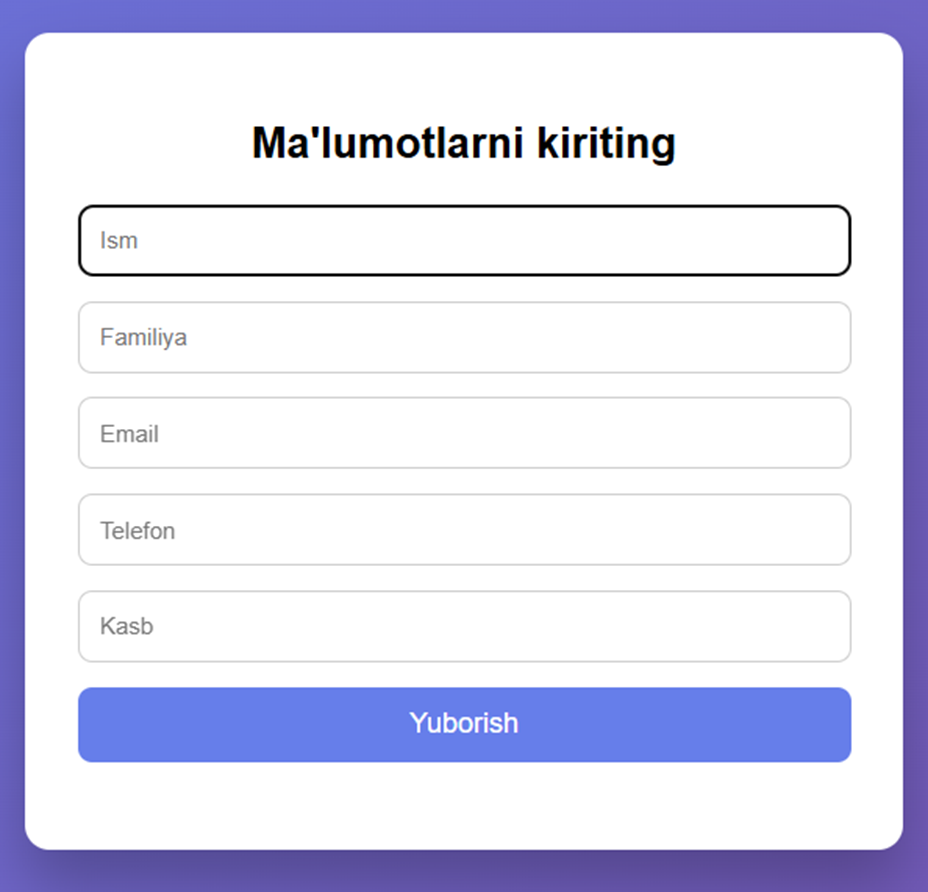 Ma'lumotlarni kiriting
Ism
Familiya
Email
Telefon
Kasb
Yuborish